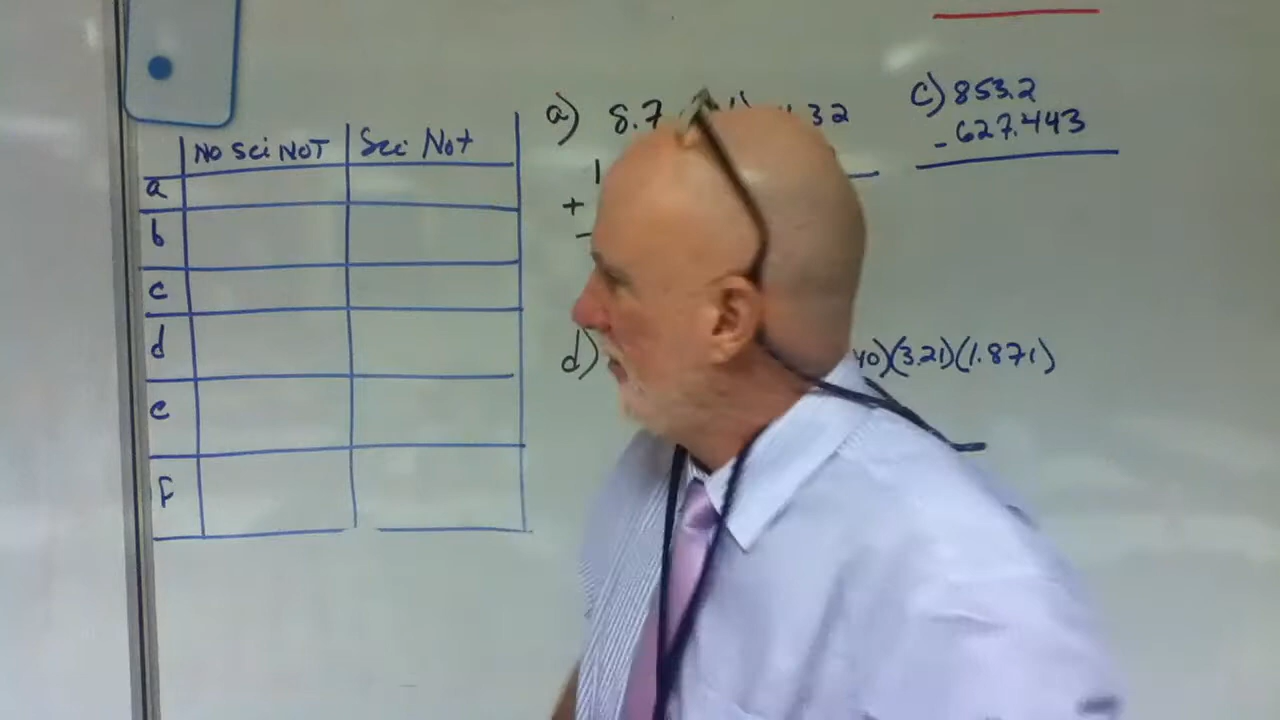 No Sci Not Sci Not
a
b
c
d
e
F
a) 8.7
+
32
c) 853.2
- 627.443
d)
40)(3.21)(1.871)